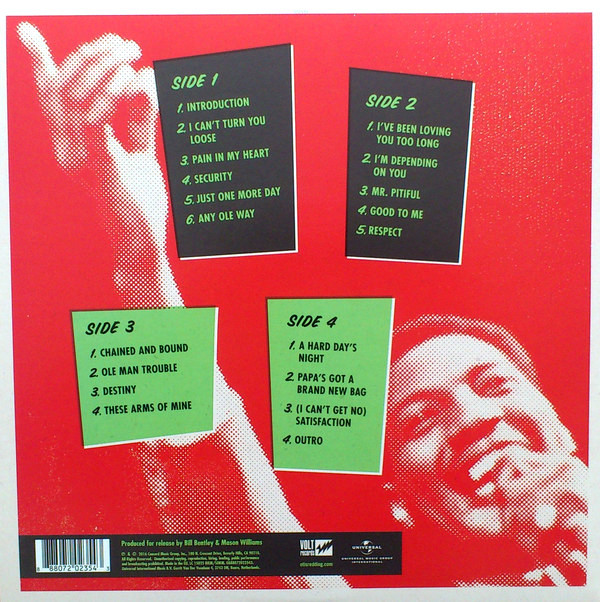 SIDE 1
1. INTRODUCTION
2. I CAN'T TURN YOU
LOOSE
3. PAIN IN MY HEART
4. SECURITY
5. JUST ONE MORE DAY
6. ANY OLE WAY
SIDE 2
1. I'VE BEEN LOVING
YOU TOO LONG
2. I'M DEPENDING
ON YOU
3. MR. PITIFUL
4. GOOD TO ME
5. RESPECT
SIDE 3
1. CHAINED AND BOUND
2. OLE MAN TROUBLE
3. DESTINY
4. THESE ARMS OF MINE
SIDE 4
1. A HARD DAY'S
NIGHT
2. PAPA'S GOT A
BRAND NEW BAG
3. (I CAN'T GET NO)
SATISFACTION
4. OUTRO
Produced for release by Bill Bentley & Mason Williams
VOLT
records
otisredding.com
UNIVERSAL
UNIVERSAL MUSIC GROUP
INTERNATIONAL
8 88072 02354